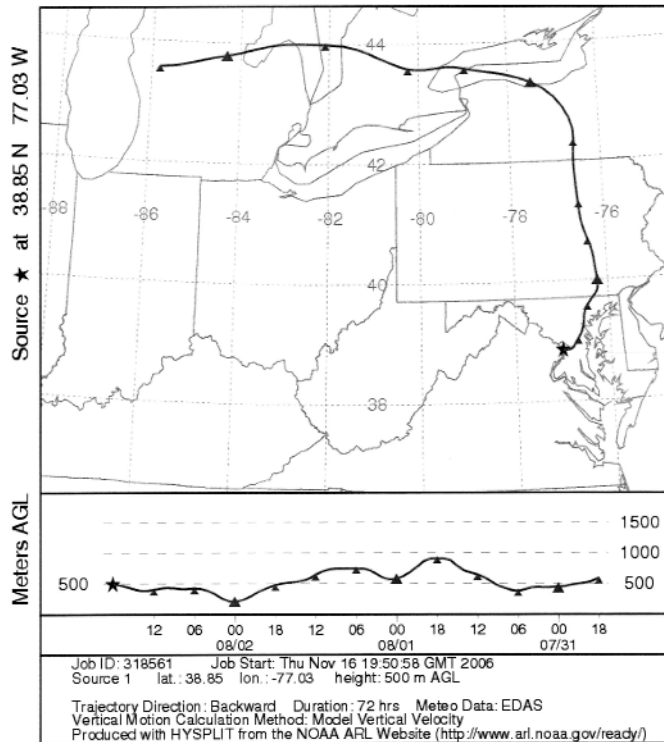 Source ★ at 38.85 N 77.03 W
44
42
-88
-86
-84
-82
-80
-78
-76
40
38
Meters AGL
1500
1000
500
500
12 06 00 18 12 06 00 18 12 06 00 18
08/02 08/01 07/31
Job ID: 318561 Job Start: Thu Nov 16 19:50:58 GMT 2006
Source 1 lat.: 38.85 lon.: -77.03 height: 500 m AGL
Trajectory Direction: Backward Duration: 72 hrs Meteo Data: EDAS
Vertical Motion Calculation Method: Model Vertical Velocity
Produced with HYSPLIT from the NOAA ARL Website (http://www.arl.noaa.gov/ready/)